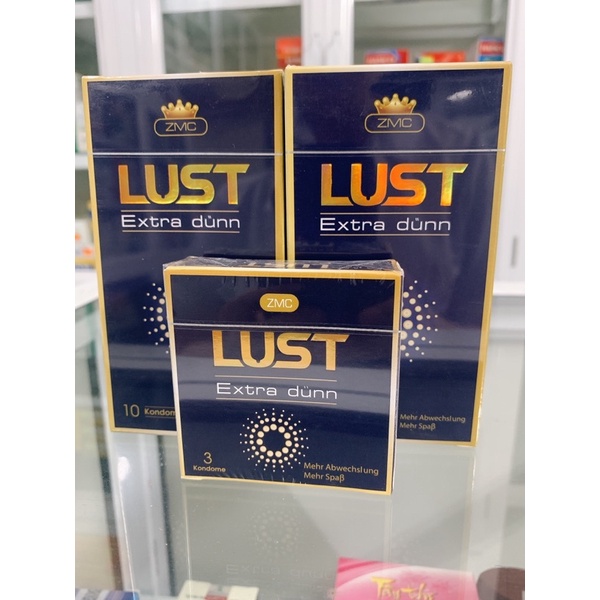 ZMC
LUST
Extra dünn
10 Kondome
ZMC
LUST
Extra dünn
Mehr Abwechslung
Mehr Spaß
ZMC
LUST
Extra dünn
3
Kondome
Mehr Abwechslung
Mehr Spaß